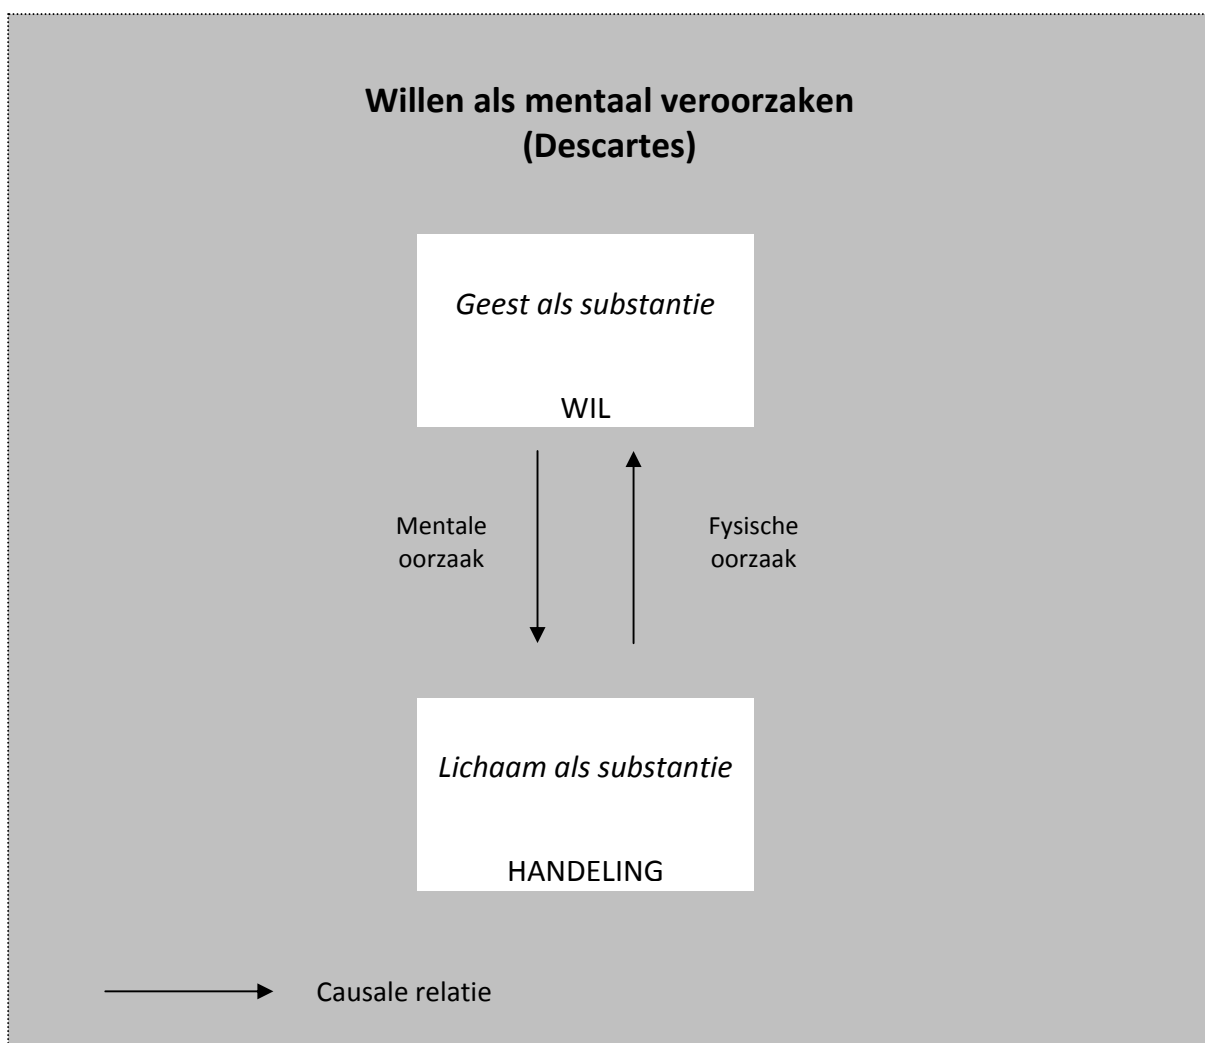 Willen als mentaal veroorzaken
(Descartes)
Geest als substantie
WIL
Mentale
oorzaak
Fysische
oorzaak
Lichaam als substantie
HANDELING
Causale relatie